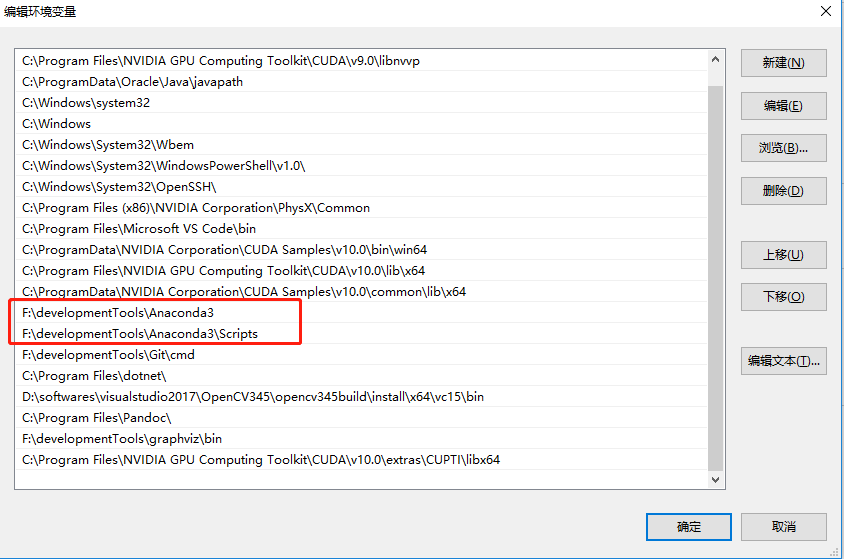 编辑环境变量
C:\Program Files\NVIDIA GPU Computing Toolkit\CUDA\v9.0\libnvvp
C:\ProgramData\Oracle\Java\javapath
C:\Windows\system32
C:\Windows
C:\Windows\System32\Wbem
C:\Windows\System32\WindowsPowerShell\v1.0\
C:\Windows\System32\OpenSSH\
C:\Program Files (x86)\NVIDIA Corporation\PhysX\Common
C:\Program Files\Microsoft VS Code\bin
C:\ProgramData\NVIDIA Corporation\CUDA Samples\v10.0\bin\win64
C:\Program Files\NVIDIA GPU Computing Toolkit\CUDA\v10.0\lib\x64
C:\ProgramData\NVIDIA Corporation\CUDA Samples\v10.0\common\lib\x64
F:\developmentTools\Anaconda3
F:\developmentTools\Anaconda3\Scripts
F:\developmentTools\Git\cmd
C:\Program Files\dotnet\
D:\softwares\visualstudio2017\OpenCV345\opencv345build\install\x64\vc15\bin
C:\Program Files\Pandoc\
F:\developmentTools\graphviz\bin
C:\Program Files\NVIDIA GPU Computing Toolkit\CUDA\v10.0\extras\CUPTI\libx64
新建(N)
编辑(E)
浏览(B)...
删除(D)
上移(U)
下移(O)
编辑文本(T)...
确定
取消